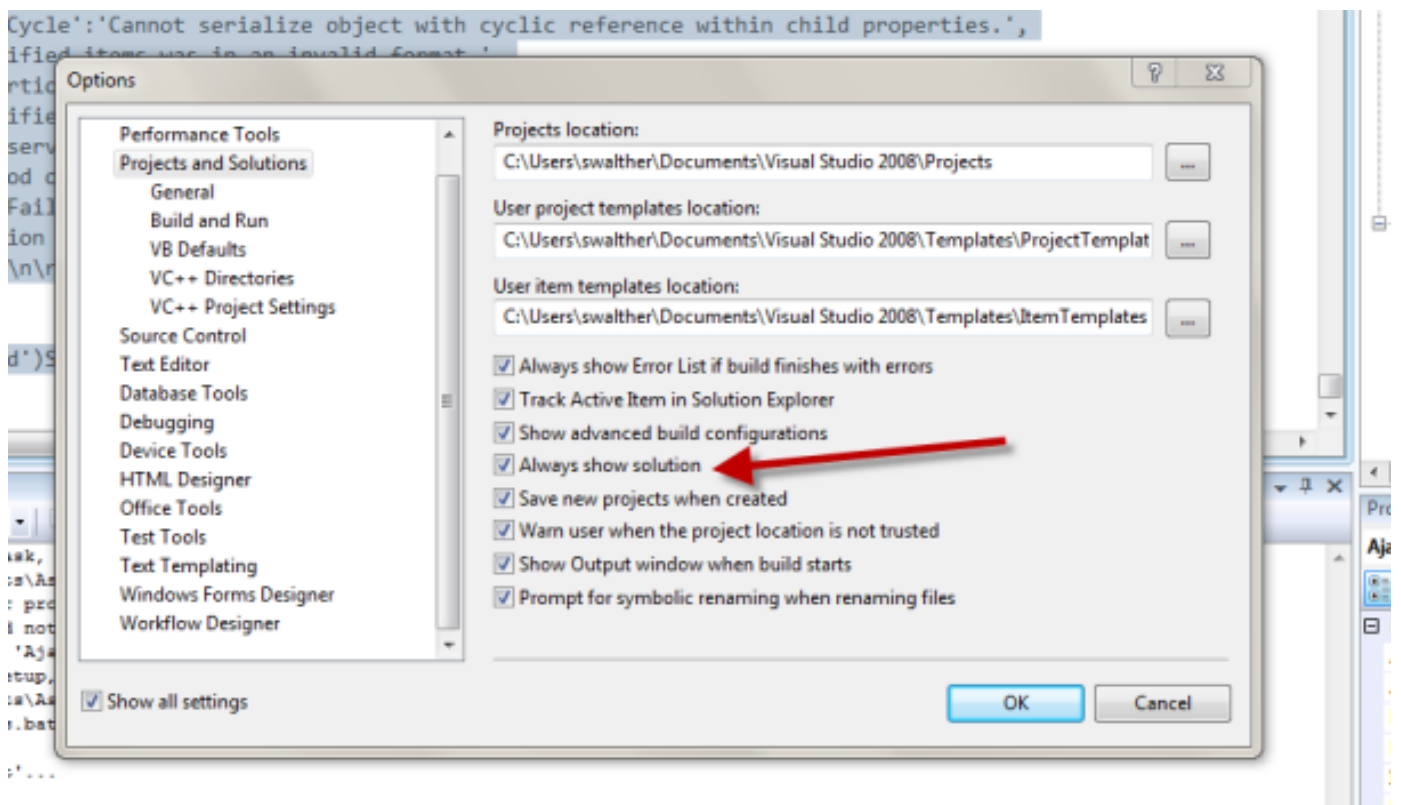 Cycle':'Cannot serialize object with cyclic reference within child properties.',
Options
Performance Tools
Projects and Solutions
General
Build and Run
VB Defaults
VC++ Directories
VC++ Project Settings
Source Control
Text Editor
Database Tools
Debugging
Device Tools
HTML Designer
Office Tools
Test Tools
Text Templating
Windows Forms Designer
Workflow Designer
Show all settings
Projects location:
C:\Users\swalther\Documents\Visual Studio 2008\Projects
...
User project templates location:
C:\Users\swalther\Documents\Visual Studio 2008\Templates\ProjectTemplat
...
User item templates location:
C:\Users\swalther\Documents\Visual Studio 2008\Templates\ItemTemplates
...
Always show Error List if build finishes with errors
Track Active Item in Solution Explorer
Show advanced build configurations
Always show solution
Save new projects when created
Warn user when the project location is not trusted
Show Output window when build starts
Prompt for symbolic renaming when renaming files
OK
Cancel